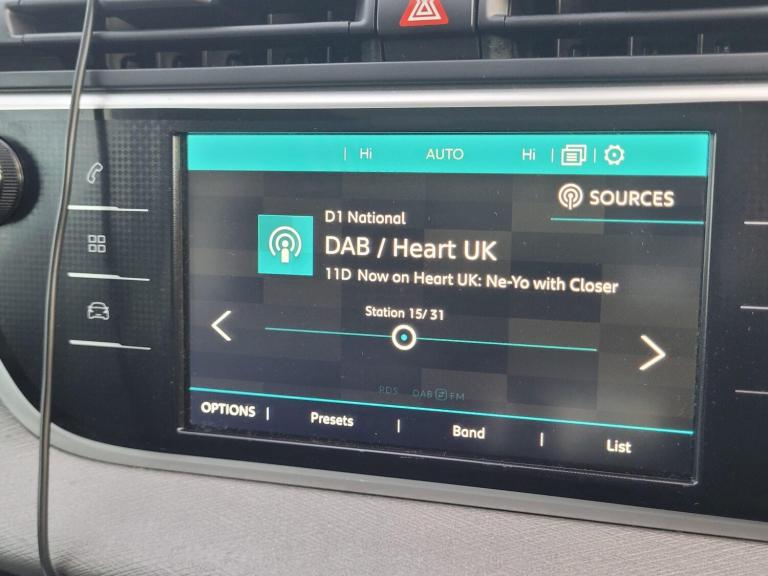 Hi AUTO Hi
SOURCES
D1 National
DAB / Heart UK
11D Now on Heart UK: Ne-Yo with Closer
Station 15/ 31
RDS DAB FM
OPTIONS | Presets | Band | List